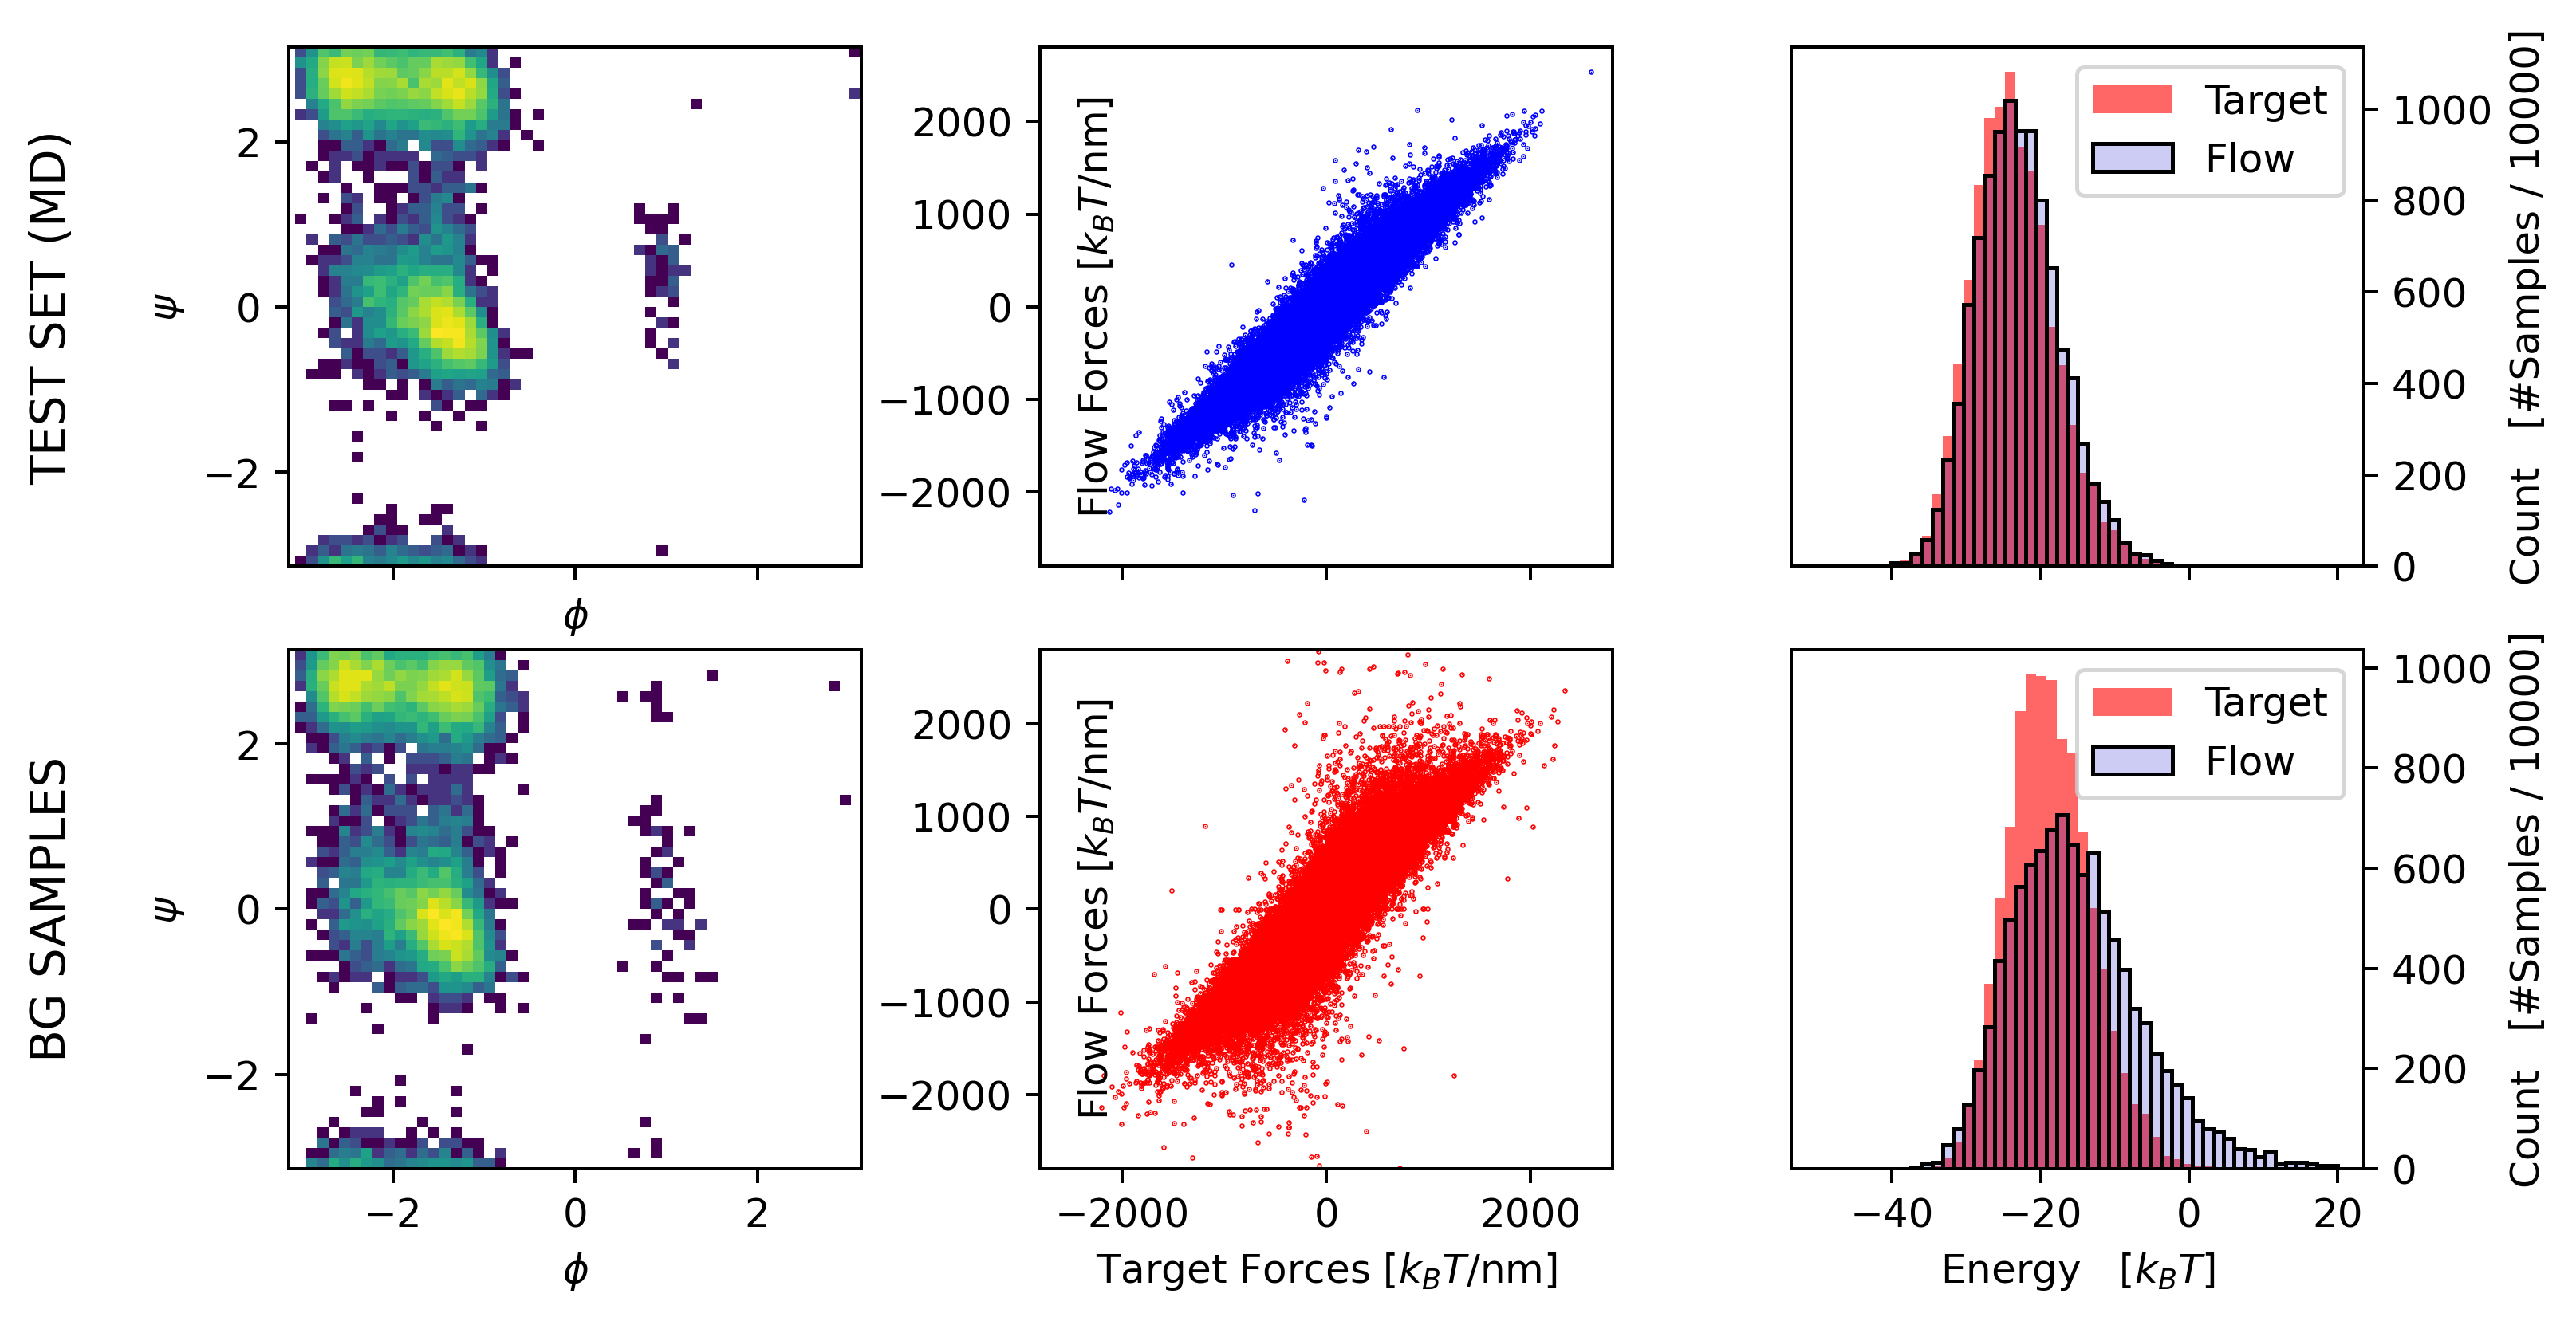 TEST SET (MD)
ψ
2
0
−2
ϕ
Flow Forces [k_BT/nm]
2000
1000
0
−1000
−2000
Target
Flow
1000
800
600
400
200
0
Count [#Samples / 10000]
BG SAMPLES
ψ
2
0
−2
−2 0 2
ϕ
Flow Forces [k_BT/nm]
2000
1000
0
−1000
−2000
−2000 0 2000
Target Forces [k_BT/nm]
Target
Flow
1000
800
600
400
200
0
Count [#Samples / 10000]
−40 −20 0 20
Energy [k_BT]